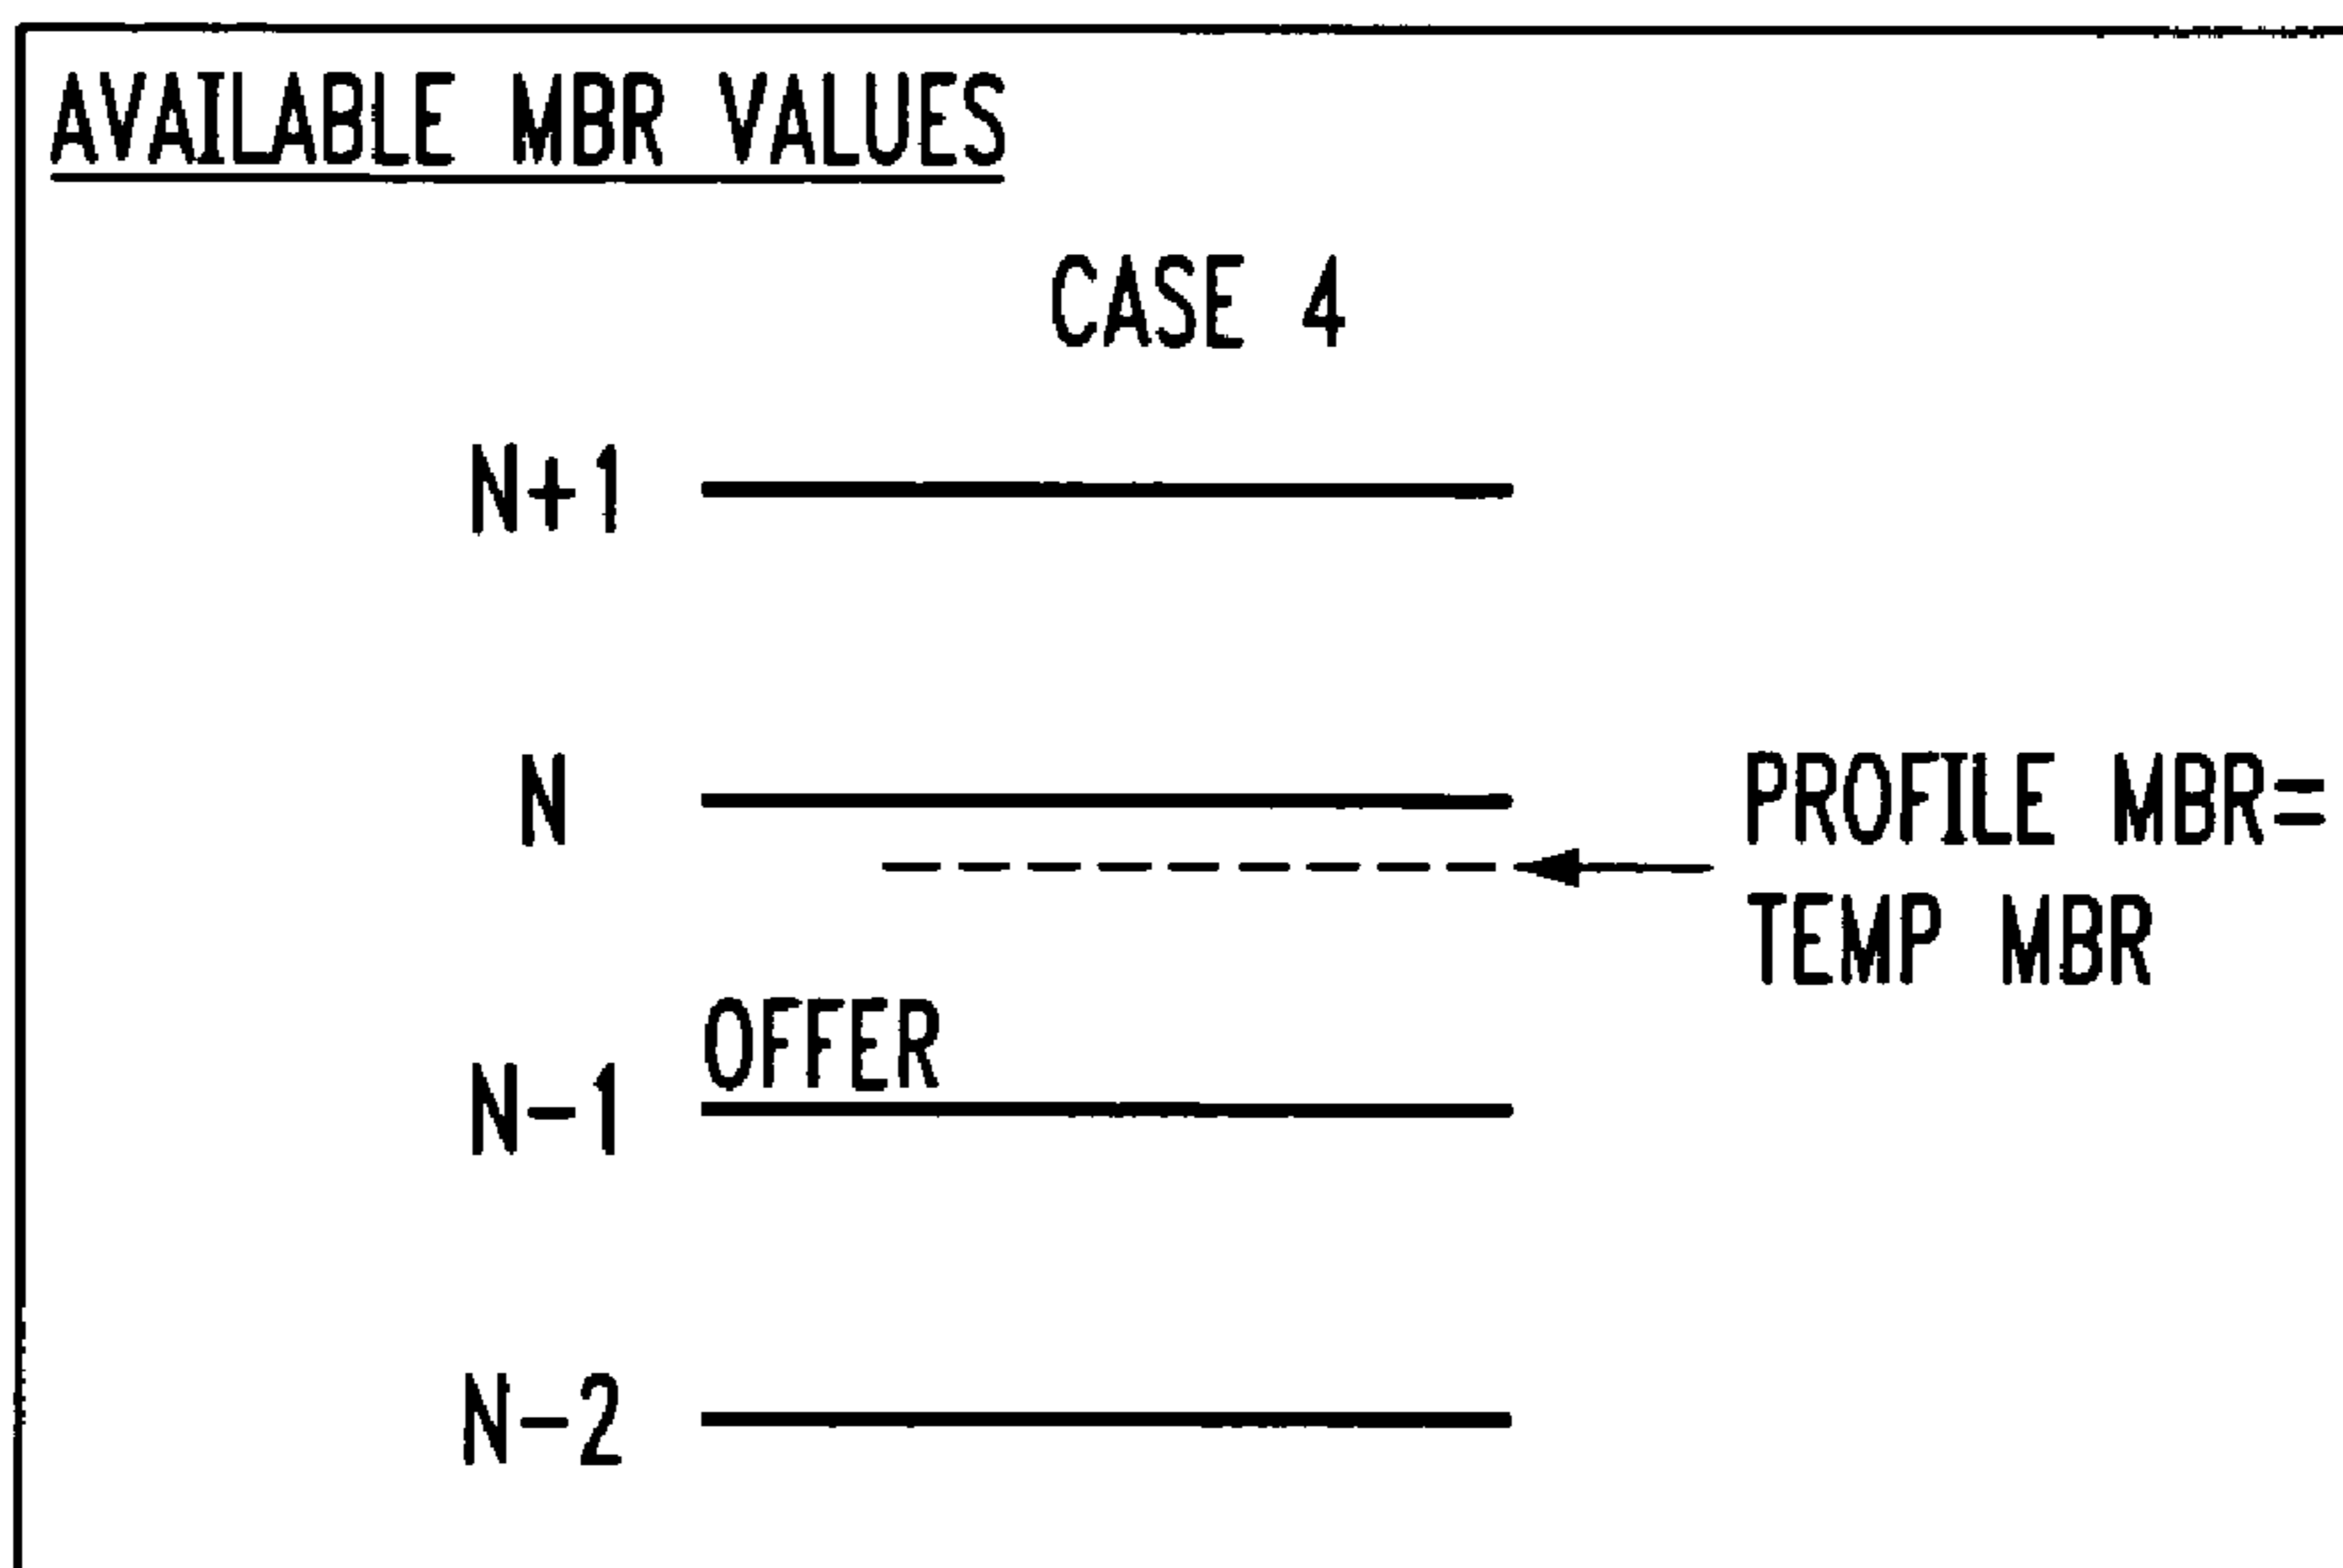 AVAILABLE MBR VALUES
CASE 4
N+1
N
PROFILE MBR=
TEMP MBR
OFFER
N-1
N-2